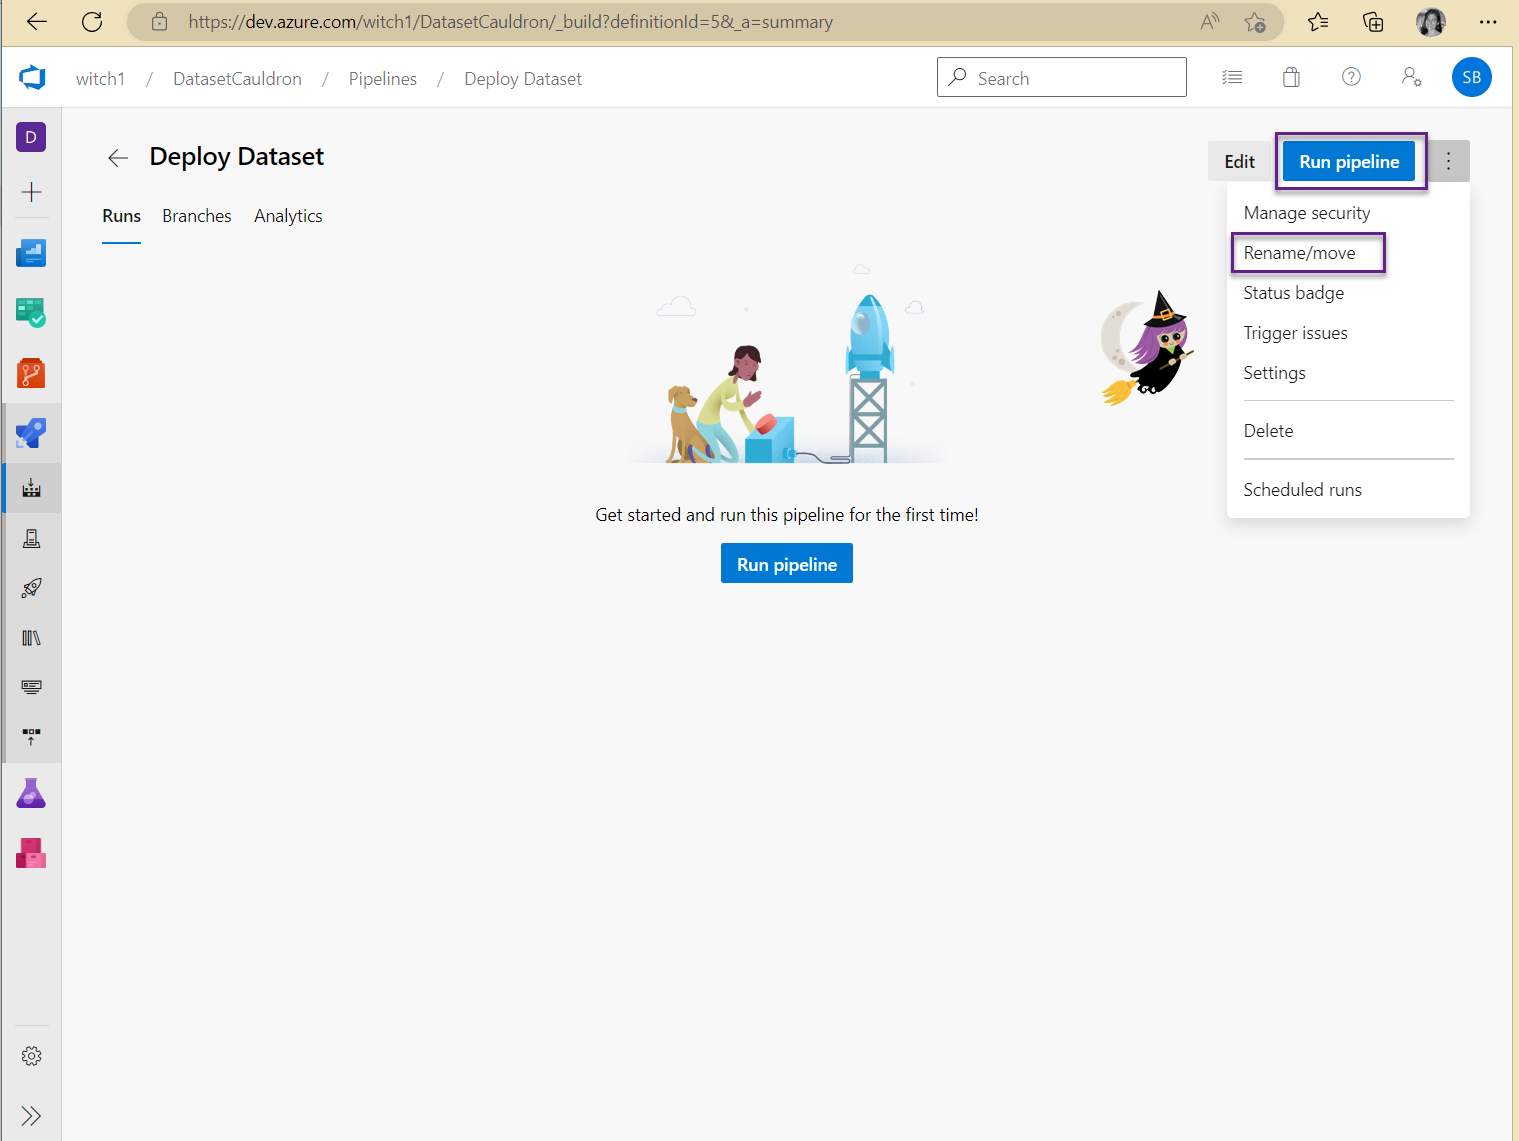 https://dev.azure.com/witch1/DatasetCauldron/_build?definitionId=5&_a=summary
witch1 / DatasetCauldron / Pipelines / Deploy Dataset
Search
SB
D
Deploy Dataset
Edit
Run pipeline
Runs Branches Analytics
Manage security
Rename/move
Status badge
Trigger issues
Settings
Delete
Scheduled runs
Get started and run this pipeline for the first time!
Run pipeline